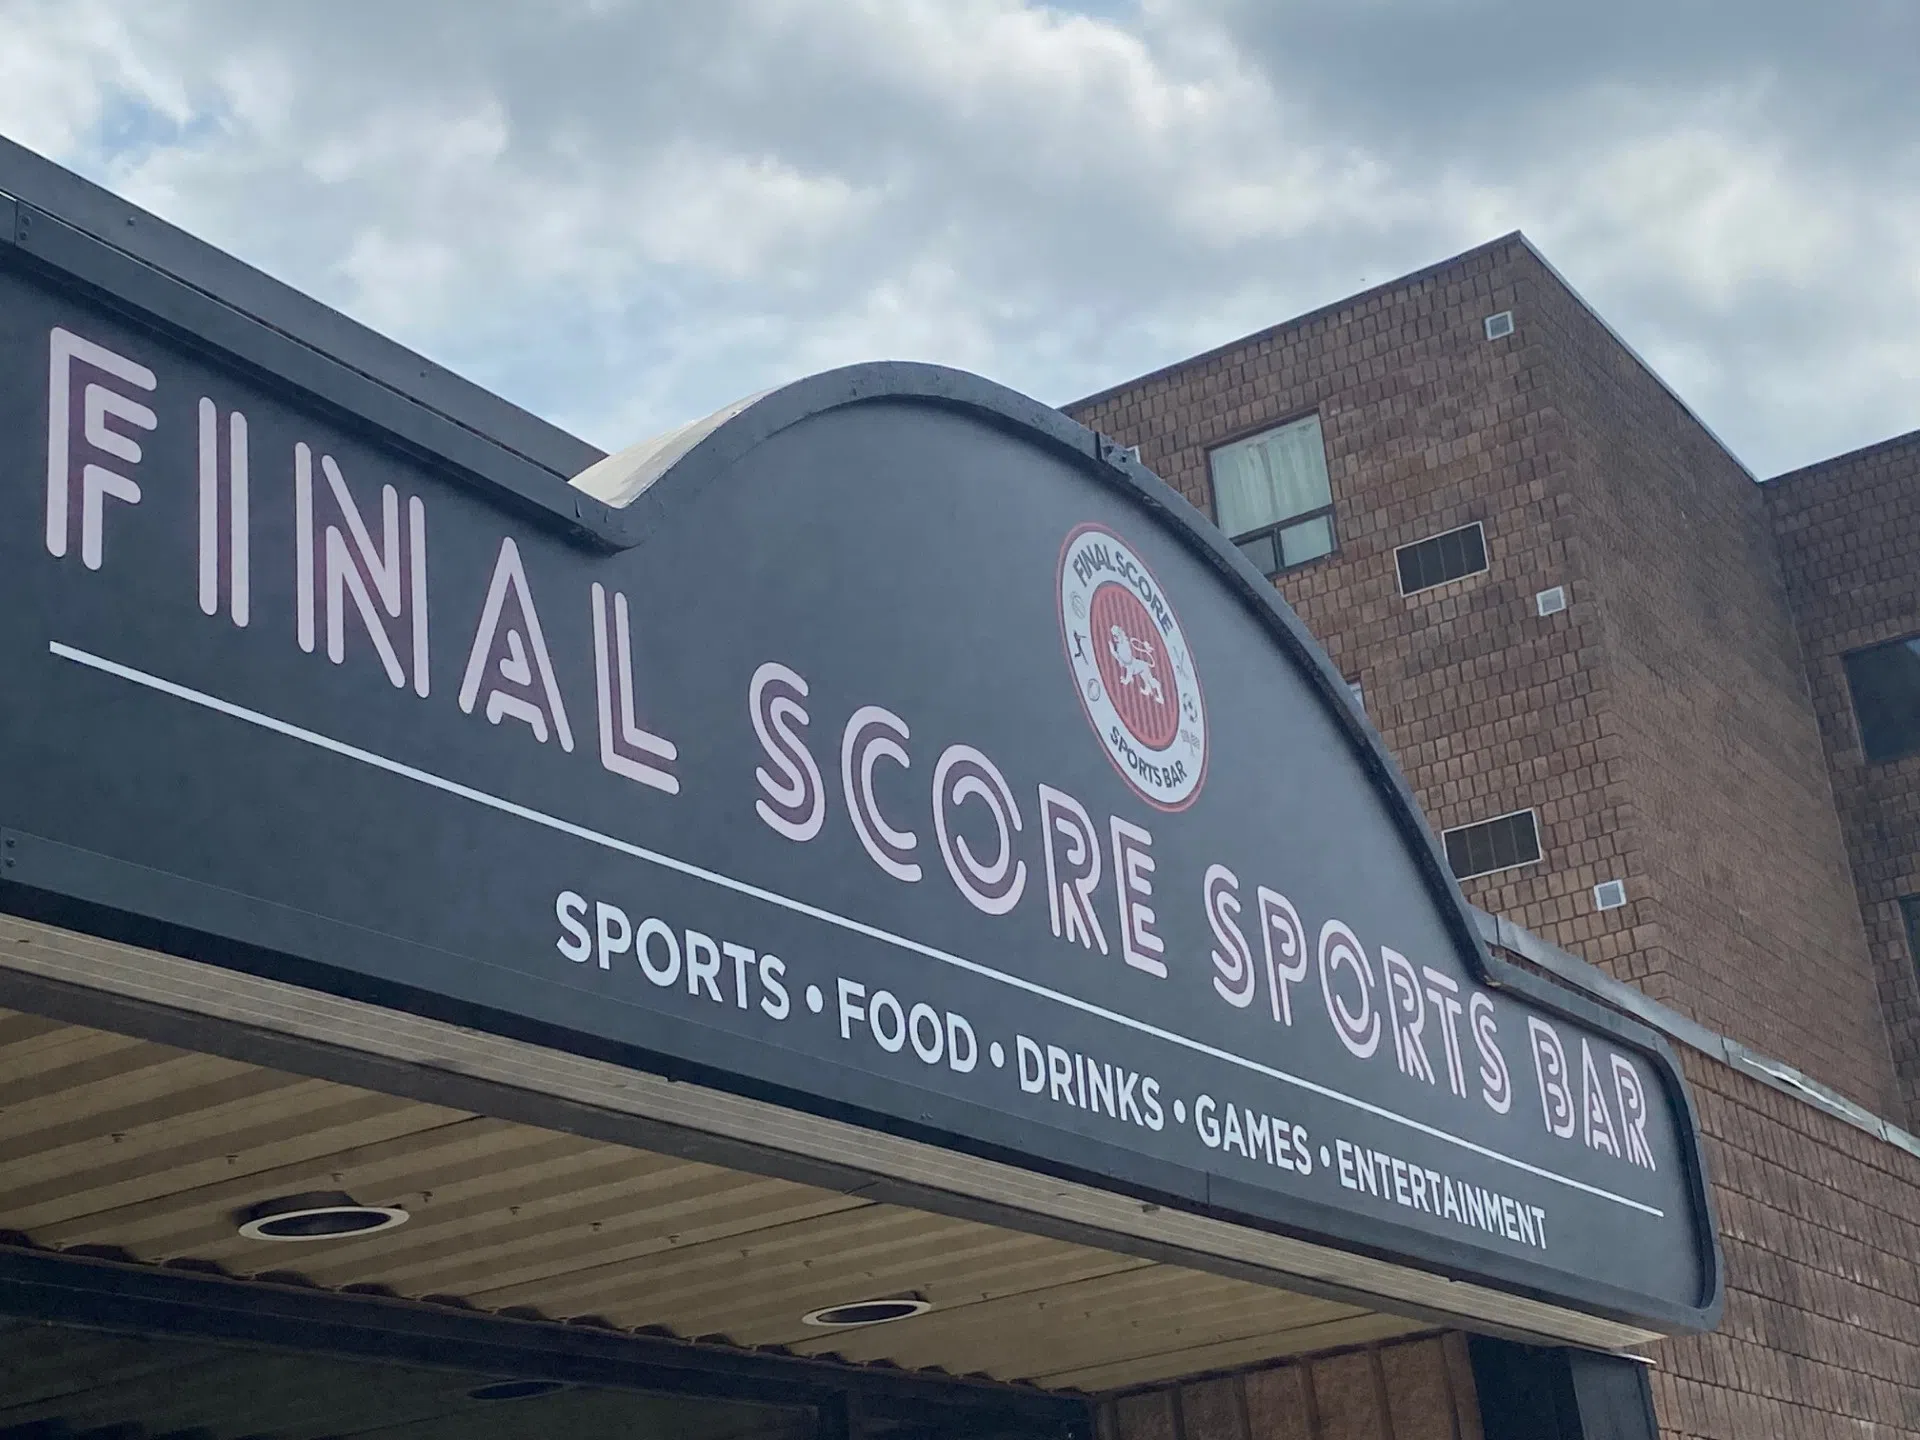 FINAL SCORE
SPORTS BAR
FINAL SCORE SPORTS BAR
SPORTS • FOOD • DRINKS • GAMES • ENTERTAINMENT